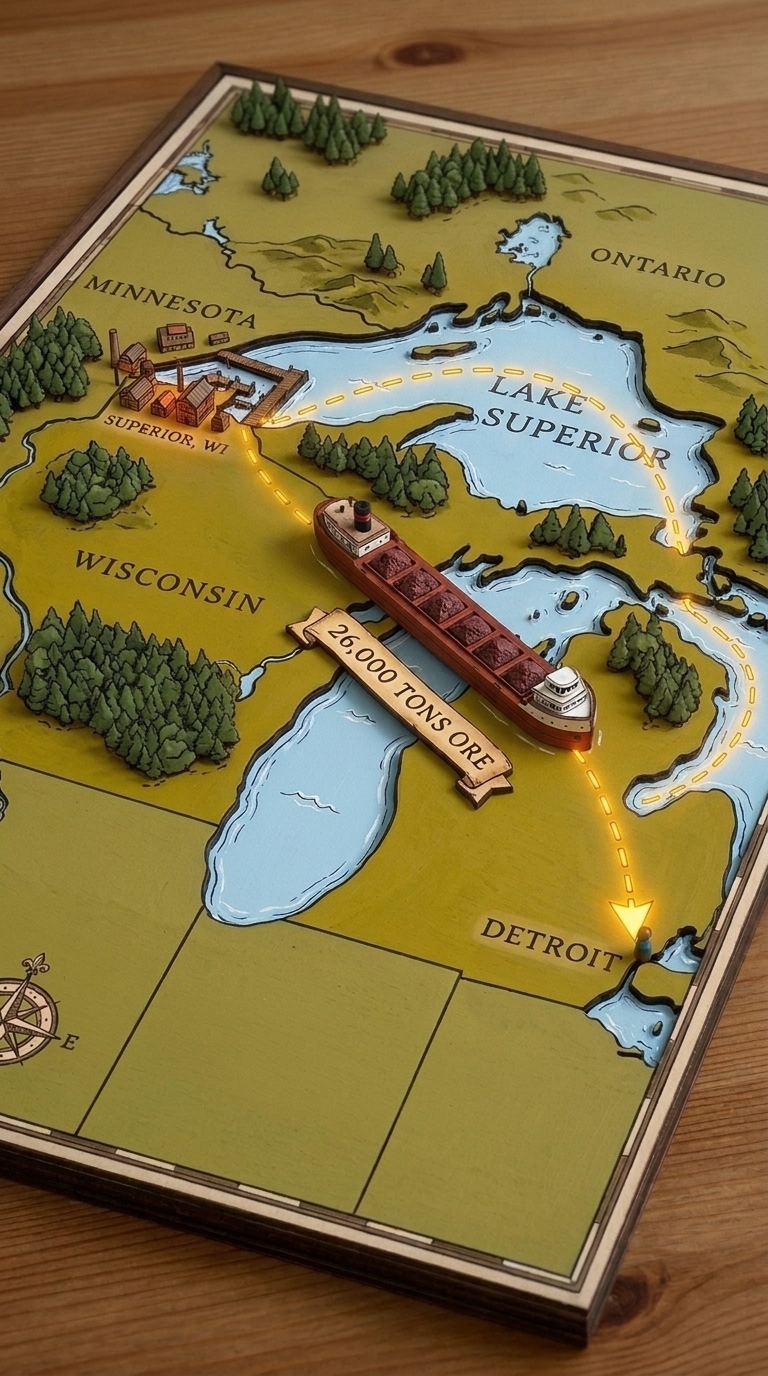 ONTARIO
MINNESOTA
LAKE
SUPERIOR
SUPERIOR, WI
WISCONSIN
26,000 TONS ORE
DETROIT
E